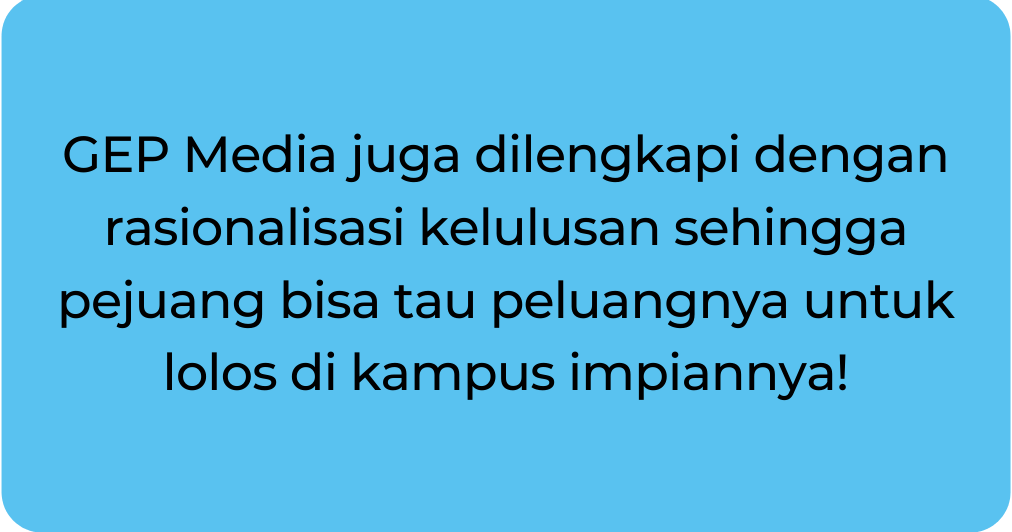 GEP Media juga dilengkapi dengan
rasionalisasi kelulusan sehingga
pejuang bisa tau peluangnya untuk
lolos di kampus impiannya!